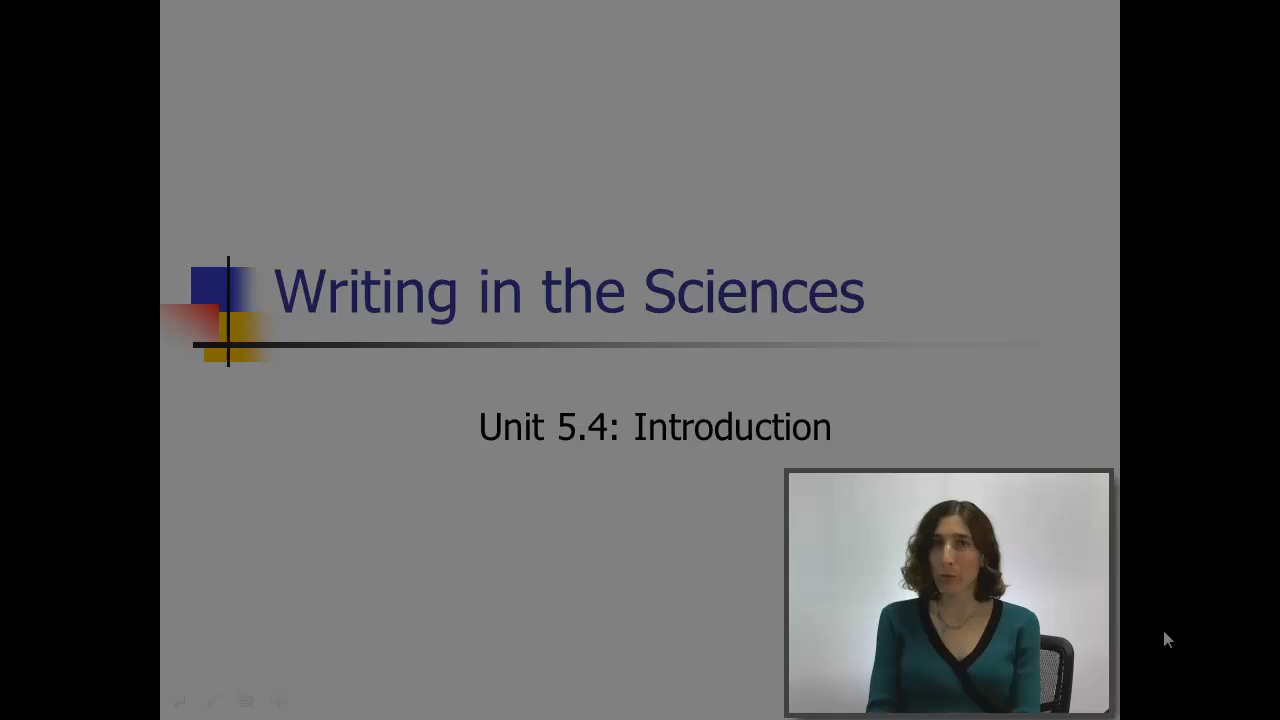 Writing in the Sciences
Unit 5.4: Introduction